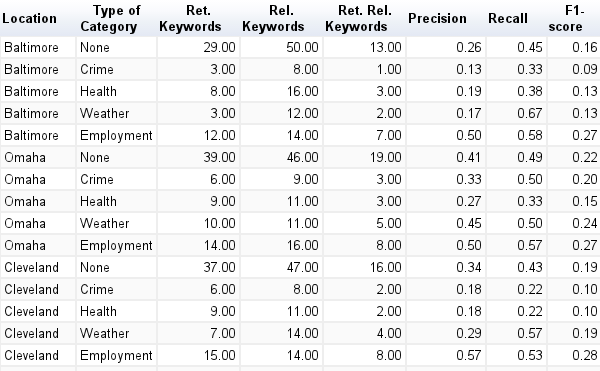 Location Type of Category Ret. Keywords Rel. Keywords Ret. Rel. Keywords Precision Recall F1-score
Baltimore None 29.00 50.00 13.00 0.26 0.45 0.16
Baltimore Crime 3.00 8.00 1.00 0.13 0.33 0.09
Baltimore Health 8.00 16.00 3.00 0.19 0.38 0.13
Baltimore Weather 3.00 12.00 2.00 0.17 0.67 0.13
Baltimore Employment 12.00 14.00 7.00 0.50 0.58 0.27
Omaha None 39.00 46.00 19.00 0.41 0.49 0.22
Omaha Crime 6.00 9.00 3.00 0.33 0.50 0.20
Omaha Health 9.00 11.00 3.00 0.27 0.33 0.15
Omaha Weather 10.00 11.00 5.00 0.45 0.50 0.24
Omaha Employment 14.00 16.00 8.00 0.50 0.57 0.27
Cleveland None 37.00 47.00 16.00 0.34 0.43 0.19
Cleveland Crime 6.00 8.00 2.00 0.18 0.22 0.10
Cleveland Health 9.00 11.00 2.00 0.18 0.22 0.10
Cleveland Weather 7.00 14.00 4.00 0.29 0.57 0.19
Cleveland Employment 15.00 14.00 8.00 0.57 0.53 0.28